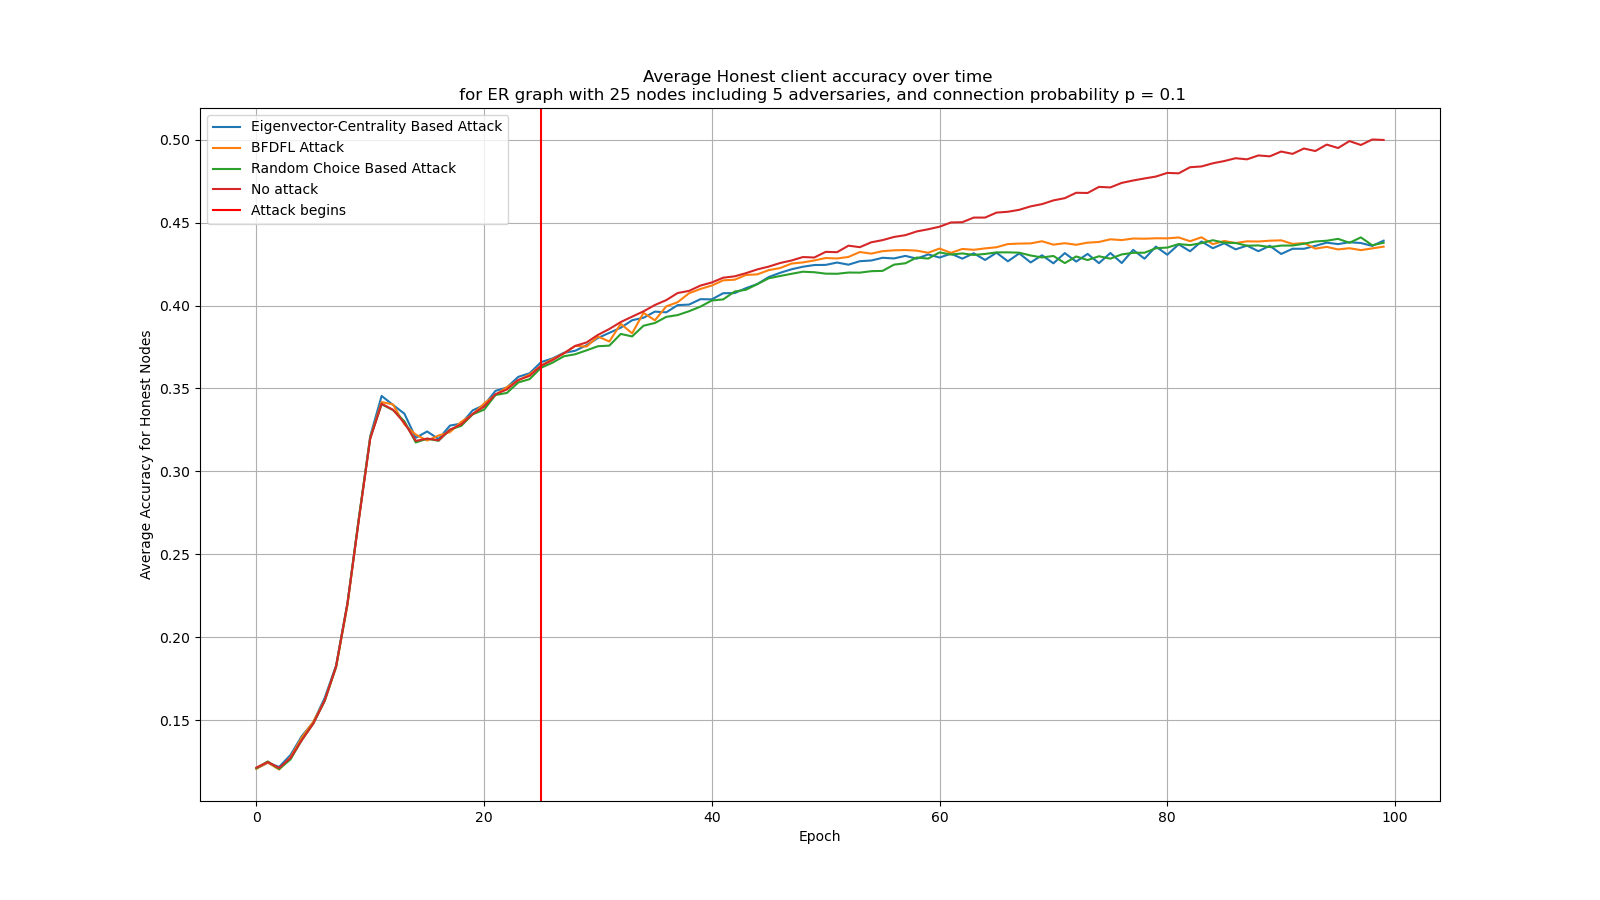 Average Honest client accuracy over time
for ER graph with 25 nodes including 5 adversaries, and connection probability p = 0.1
Eigenvector-Centrality Based Attack
BFDFL Attack
Random Choice Based Attack
No attack
Attack begins
0.50
0.45
0.40
0.35
0.30
0.25
0.20
0.15
Average Accuracy for Honest Nodes
0 20 40 60 80 100
Epoch